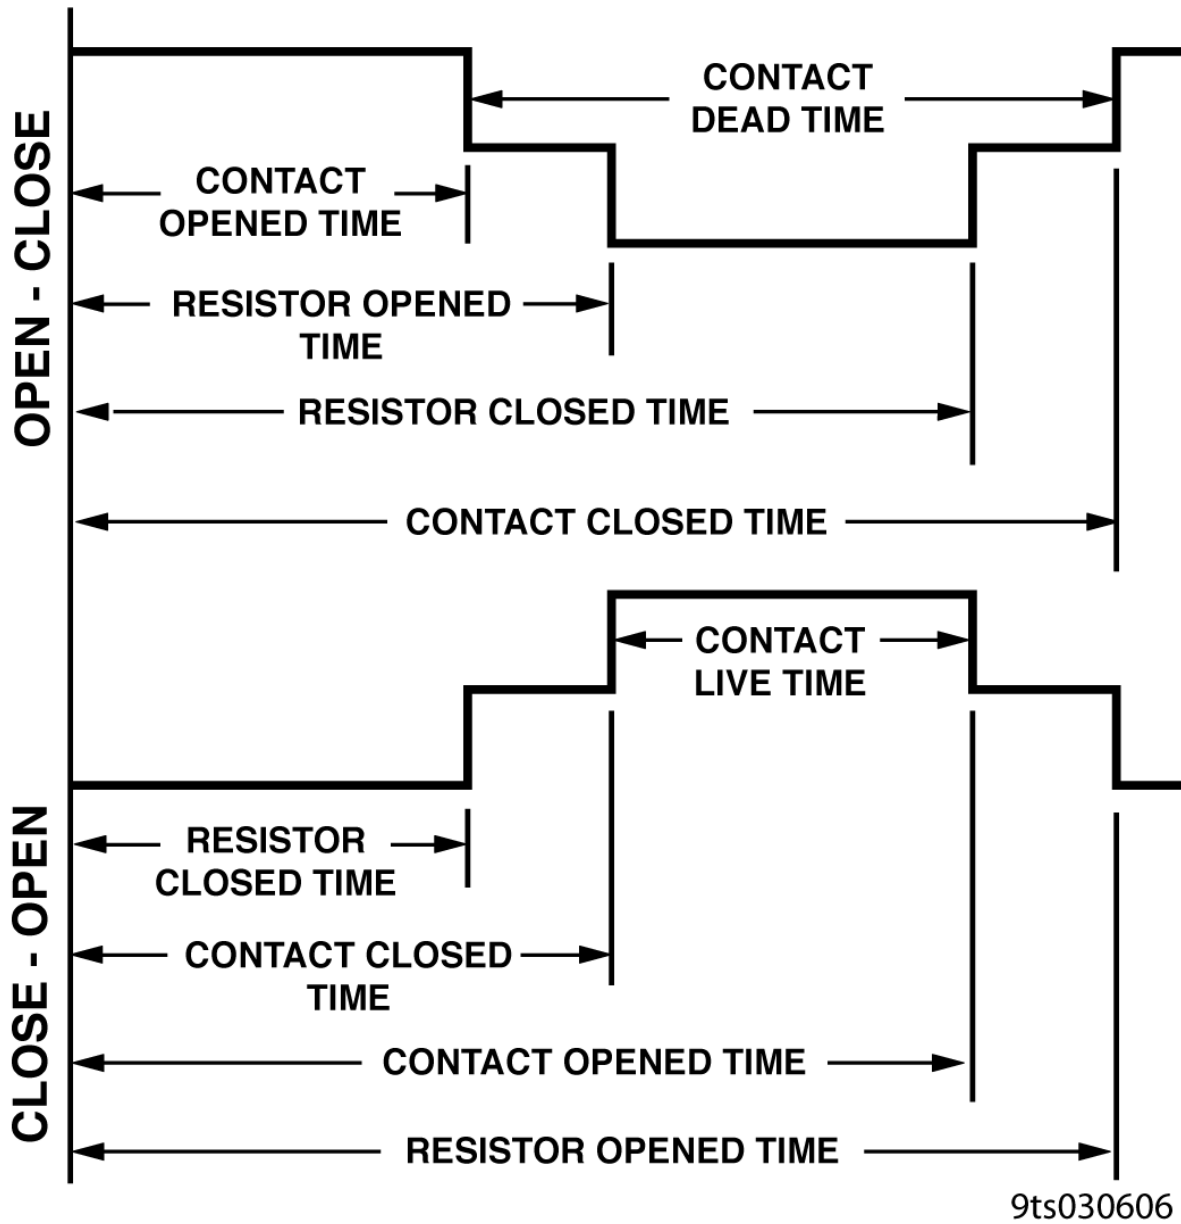 OPEN - CLOSE
CONTACT
DEAD TIME
CONTACT
OPENED TIME
RESISTOR OPENED
TIME
RESISTOR CLOSED TIME
CONTACT CLOSED TIME
CLOSE - OPEN
CONTACT
LIVE TIME
RESISTOR
CLOSED TIME
CONTACT CLOSED
TIME
CONTACT OPENED TIME
RESISTOR OPENED TIME
9ts030606